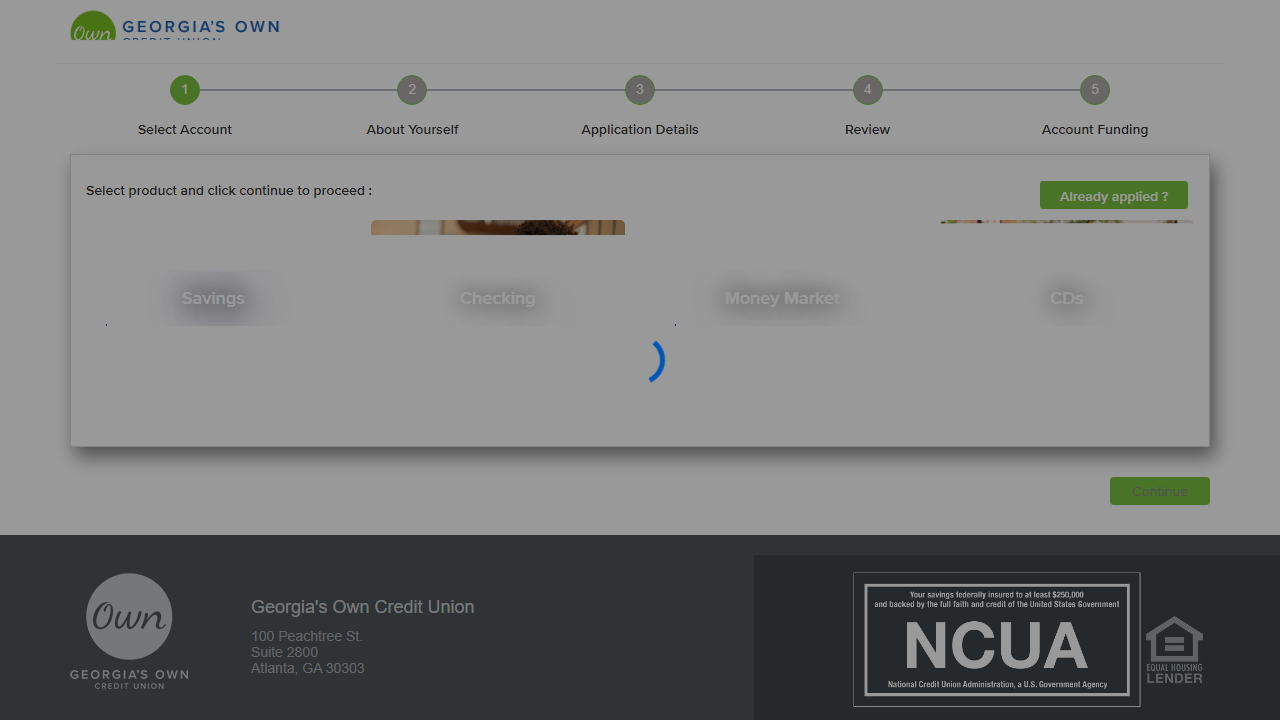 Own GEORGIA'S OWN
CREDIT UNION
1 2 3 4 5
Select Account About Yourself Application Details Review Account Funding
Select product and click continue to proceed :
Already applied ?
Savings Checking Money Market CDs
Continue
Own
GEORGIA'S OWN
CREDIT UNION
Georgia's Own Credit Union
100 Peachtree St.
Suite 2800
Atlanta, GA 30303
Your savings federally insured to at least $250,000
and backed by the full faith and credit of the United States Government
NCUA
National Credit Union Administration, a U.S. Government Agency
EQUAL HOUSING
LENDER